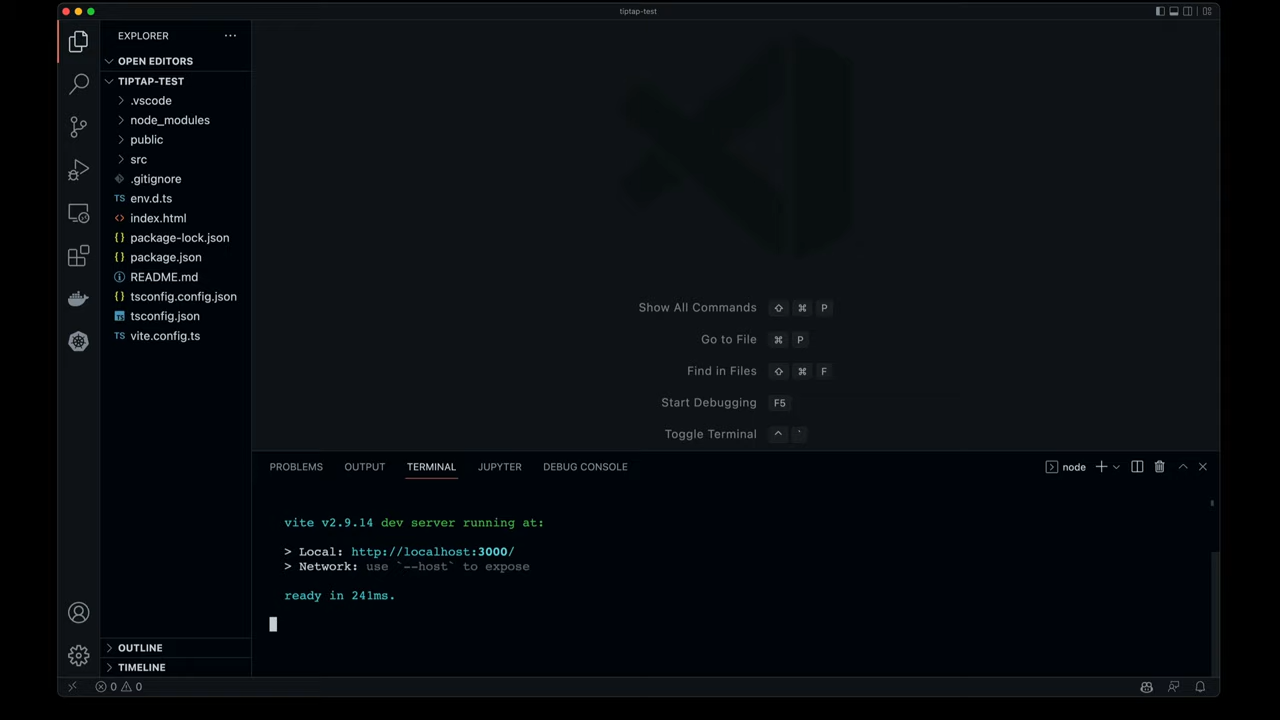 tiptap-test
EXPLORER
OPEN EDITORS
TIPTAP-TEST
.vscode
node_modules
public
src
.gitignore
TS env.d.ts
<> index.html
{} package-lock.json
{} package.json
README.md
{} tsconfig.config.json
tsconfig.json
TS vite.config.ts
OUTLINE
TIMELINE
Show All Commands ⇧ ⌘ P
Go to File ⌘ P
Find in Files ⇧ ⌘ F
Start Debugging F5
Toggle Terminal ^ `
PROBLEMS OUTPUT TERMINAL JUPYTER DEBUG CONSOLE
node
vite v2.9.14 dev server running at:
> Local: http://localhost:3000/
> Network: use `--host` to expose
ready in 241ms.
0 0